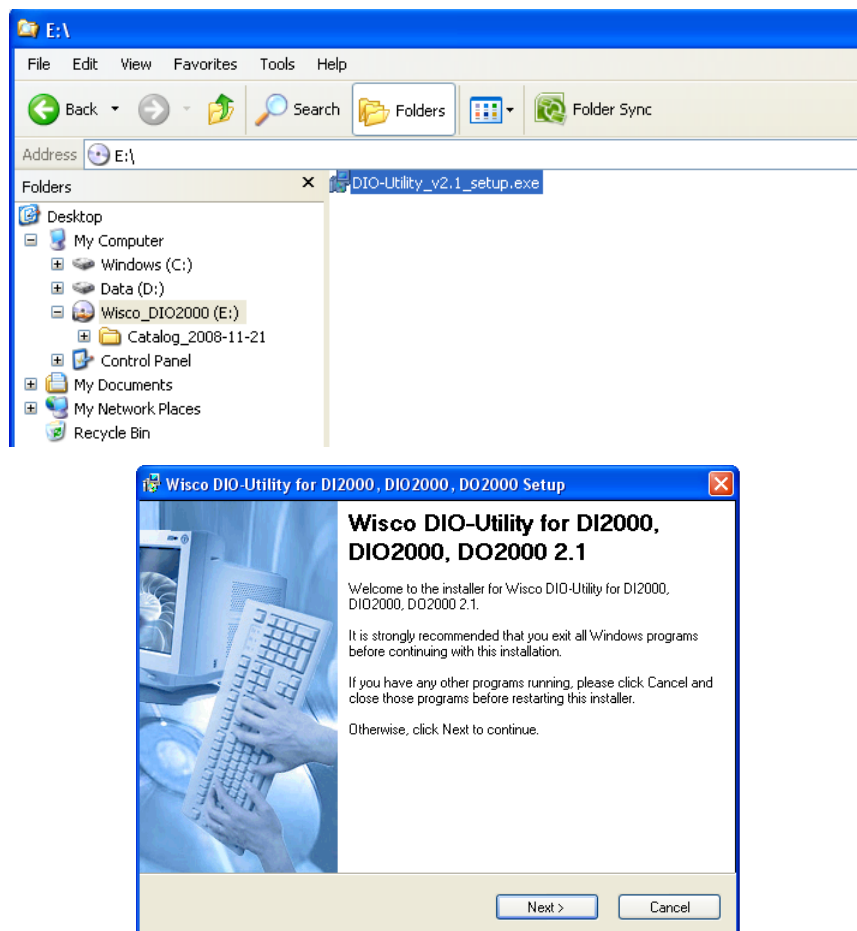 E:\
File Edit View Favorites Tools Help
Back Search Folders Folder Sync
Address E:\
Folders
DIO-Utility_v2.1_setup.exe
Desktop
My Computer
Windows (C:)
Data (D:)
Wisco_DIO2000 (E:)
Catalog_2008-11-21
Control Panel
My Documents
My Network Places
Recycle Bin
Wisco DIO-Utility for DI2000, DIO2000, DO2000 Setup
Wisco DIO-Utility for DI2000,
DIO2000, DO2000 2.1
Welcome to the installer for Wisco DIO-Utility for DI2000,
DIO2000, DO2000 2.1.
It is strongly recommended that you exit all Windows programs
before continuing with this installation.
If you have any other programs running, please click Cancel and
close those programs before restarting this installer.
Otherwise, click Next to continue.
Next > Cancel